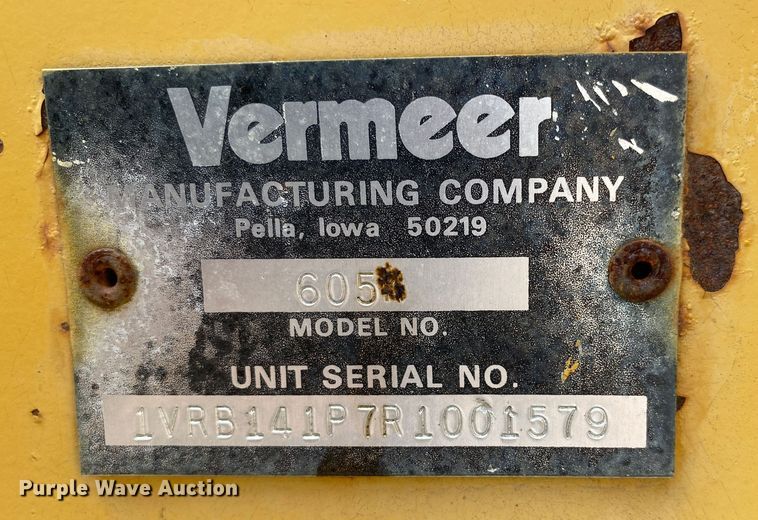 Vermeer
MANUFACTURING COMPANY
Pella, Iowa 50219
605
MODEL NO.
UNIT SERIAL NO.
1VRB141P7R1001579
Purple Wave Auction